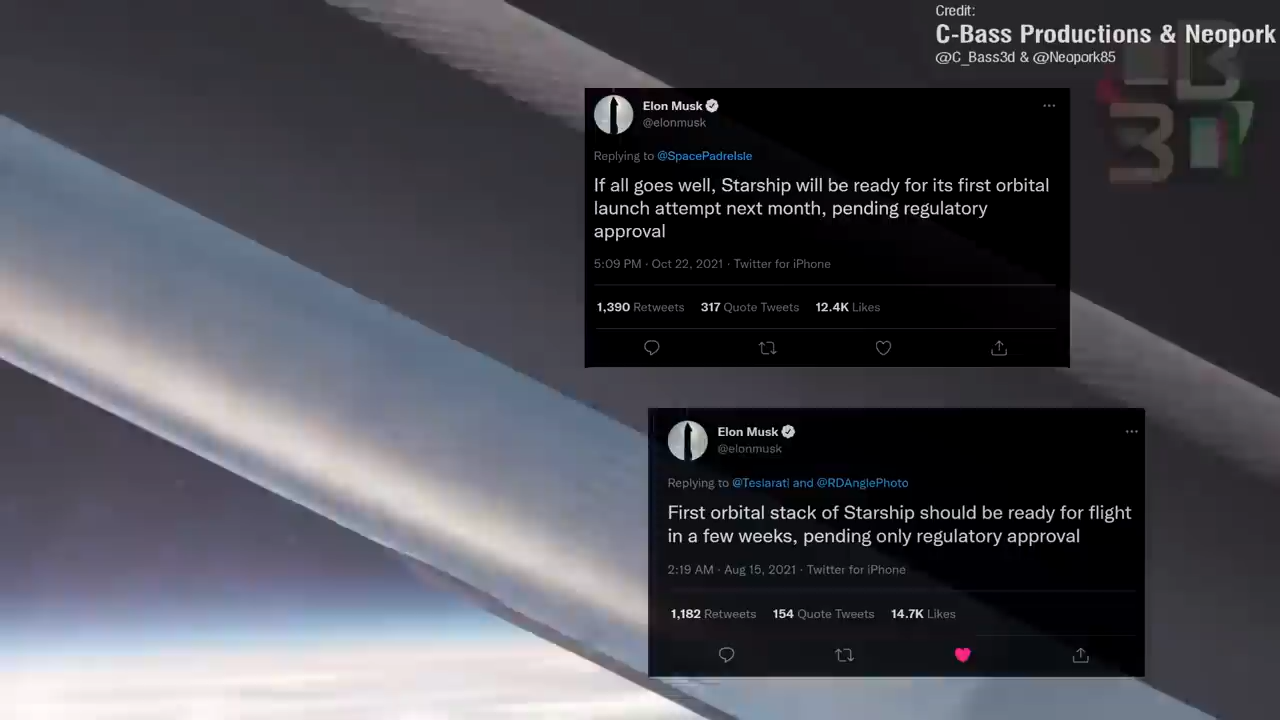 Credit:
C-Bass Productions & Neopork
@C_Bass3d & @Neopork85
Elon Musk
@elonmusk
Replying to @SpacePadreIsle
If all goes well, Starship will be ready for its first orbital
launch attempt next month, pending regulatory
approval
5:09 PM · Oct 22, 2021 · Twitter for iPhone
1,390 Retweets 317 Quote Tweets 12.4K Likes
Elon Musk
@elonmusk
Replying to @Teslarati and @RDAnglePhoto
First orbital stack of Starship should be ready for flight
in a few weeks, pending only regulatory approval
2:19 AM · Aug 15, 2021 · Twitter for iPhone
1,182 Retweets 154 Quote Tweets 14.7K Likes